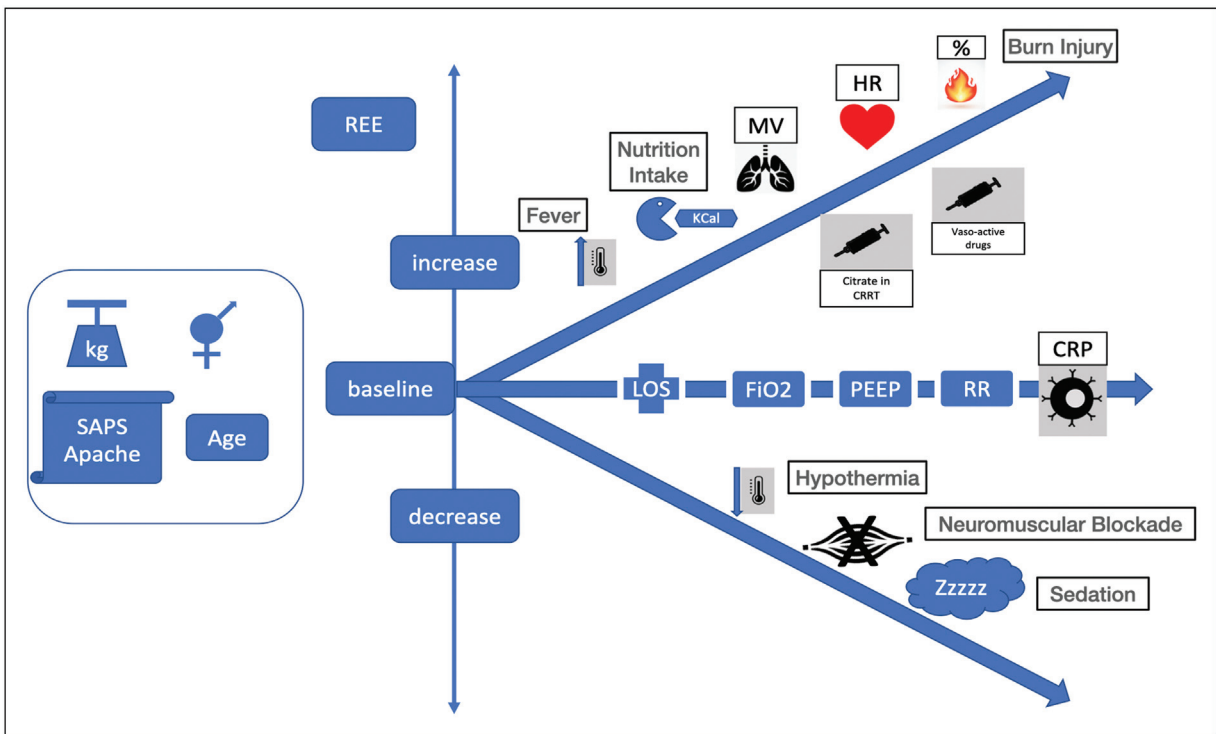 %
Burn Injury
HR
REE
MV
Nutrition
Intake
KCal
Fever
Vaso-active
drugs
increase
Citrate in
CRRT
kg
baseline
LOS
FiO2
PEEP
RR
CRP
SAPS
Apache
Age
Hypothermia
decrease
Neuromuscular Blockade
Zzzzz
Sedation